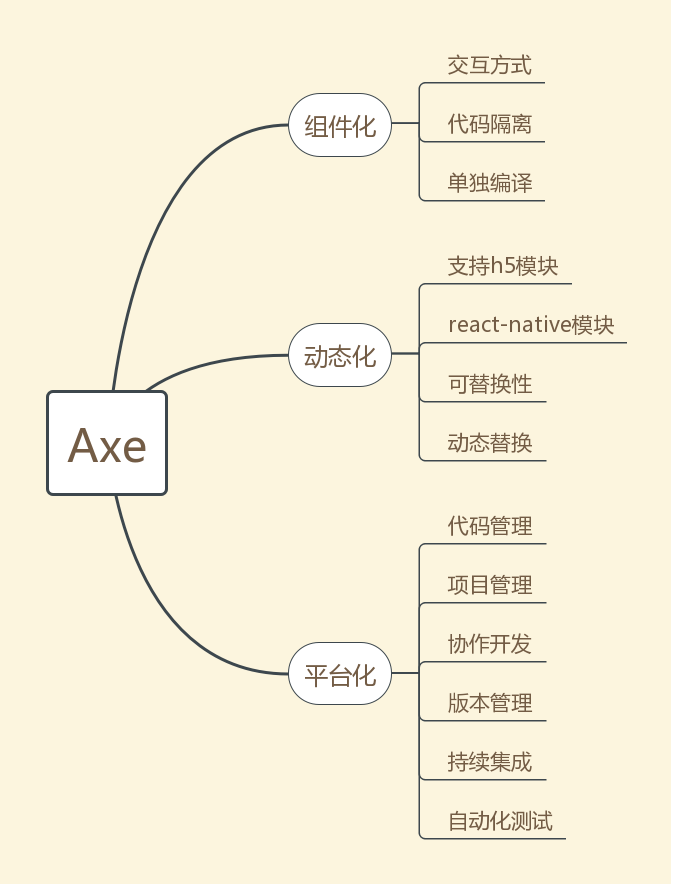 Axe
组件化
交互方式
代码隔离
单独编译
动态化
支持h5模块
react-native模块
可替换性
动态替换
平台化
代码管理
项目管理
协作开发
版本管理
持续集成
自动化测试